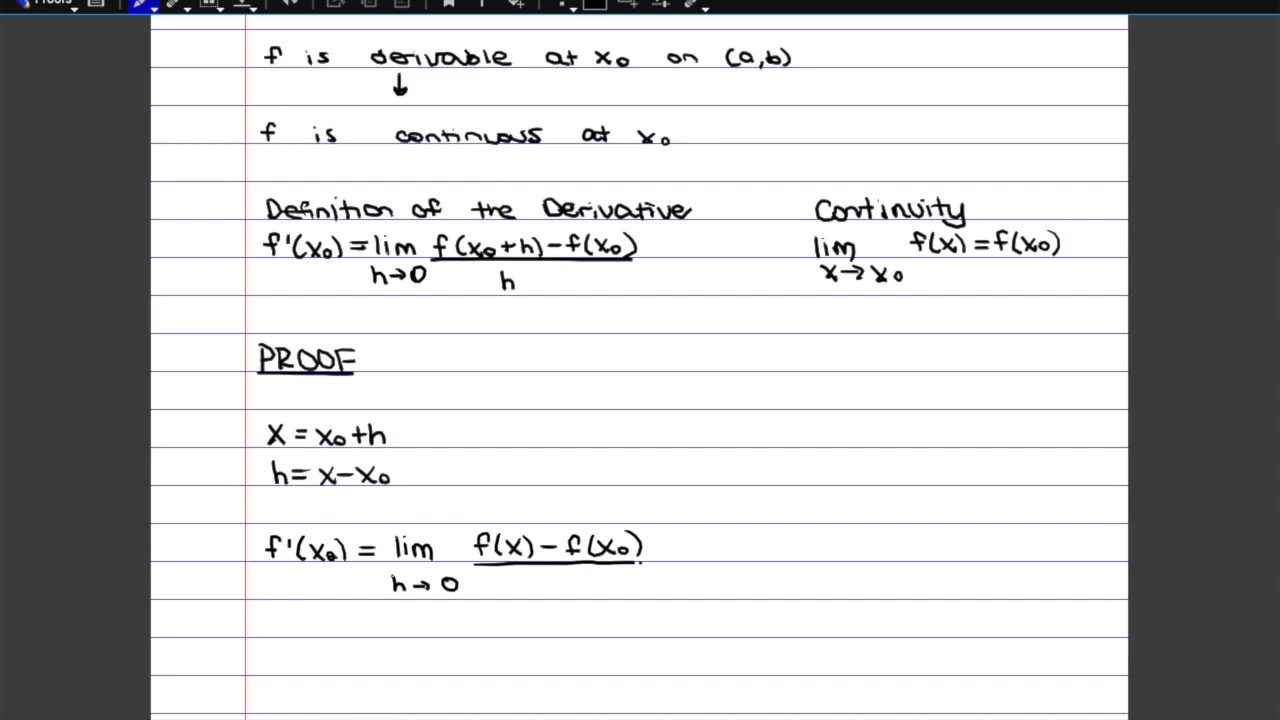 Proofs
f is derivable at x₀ on (a,b)
↓
f is continuous at x₀
Definition of the Derivative
f'(x₀) = lim f(x₀+h)-f(x₀)
h→0 h
Continuity
lim f(x) = f(x₀)
x→x₀
PROOF
x = x₀+h
h = x-x₀
f'(x₀) = lim f(x) - f(x₀)
h→0